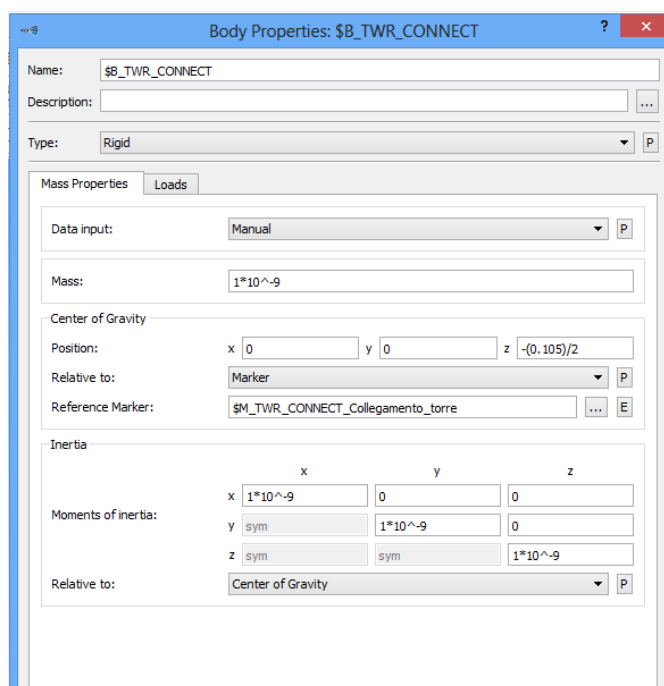 Body Properties: $B_TWR_CONNECT ? ×
Name: $B_TWR_CONNECT
Description: ...
Type: Rigid P
Mass Properties Loads
Data input: Manual P
Mass: 1*10^-9
Center of Gravity
Position: x 0 y 0 z -(0.105)/2
Relative to: Marker P
Reference Marker: $M_TWR_CONNECT_Collegamento_torre ... E
Inertia
x y z
x 1*10^-9 0 0
Moments of inertia: y sym 1*10^-9 0
z sym sym 1*10^-9
Relative to: Center of Gravity P